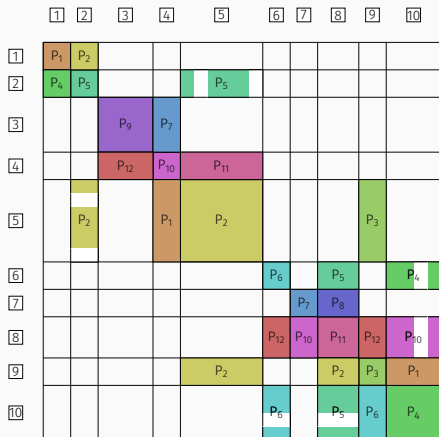 1 2 3 4 5 6 7 8 9 10
1 P₁ P₂
2 P₄ P₅ P₅
3 P₉ P₇
4 P₁₂ P₁₀ P₁₁
5 P₂ P₁ P₂ P₃
6 P₆ P₅ P₄
7 P₇ P₈
8 P₁₂ P₁₀ P₁₁ P₁₂ P₁₀
9 P₂ P₂ P₃ P₁
10 P₆ P₅ P₆ P₄